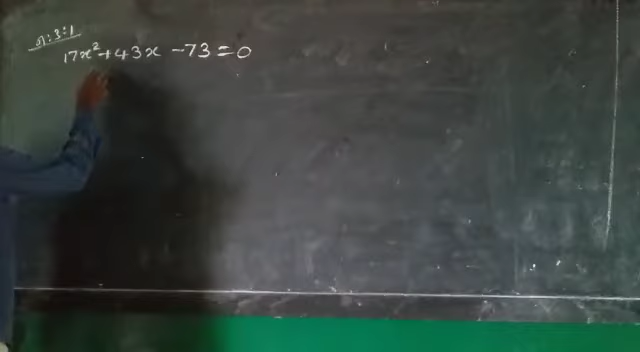 எ.3.1
17x² + 43x - 73 = 0